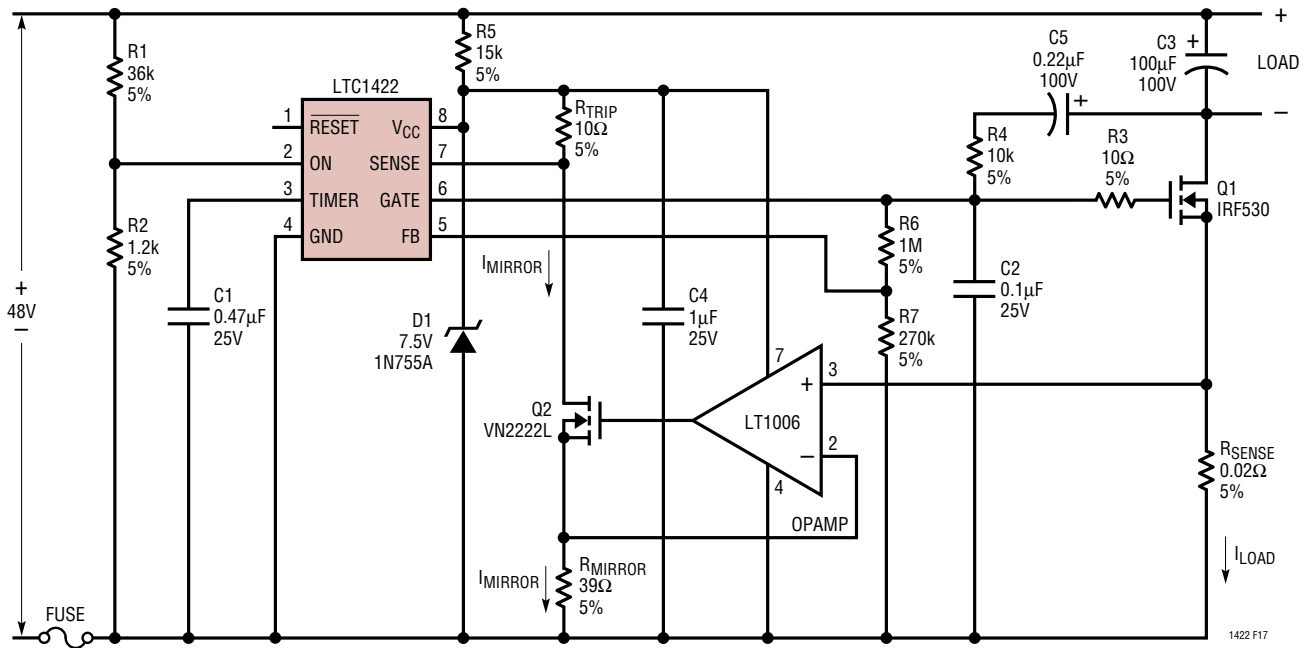 +
48V
−
FUSE
R1
36k
5%
R2
1.2k
5%
C1
0.47µF
25V
LTC1422
1
RESET
2
ON
3
TIMER
4
GND
VCC
8
SENSE
7
GATE
6
FB
5
R5
15k
5%
D1
7.5V
1N755A
RTRIP
10Ω
5%
IMIRROR
Q2
VN2222L
IMIRROR
RMIRROR
39Ω
5%
C4
1µF
25V
7
+
3
LT1006
−
2
4
OPAMP
R6
1M
5%
R7
270k
5%
R4
10k
5%
C2
0.1µF
25V
C5
0.22µF
100V
+
R3
10Ω
5%
Q1
IRF530
C3
100µF
100V
+
+
LOAD
−
RSENSE
0.02Ω
5%
ILOAD
1422 F17